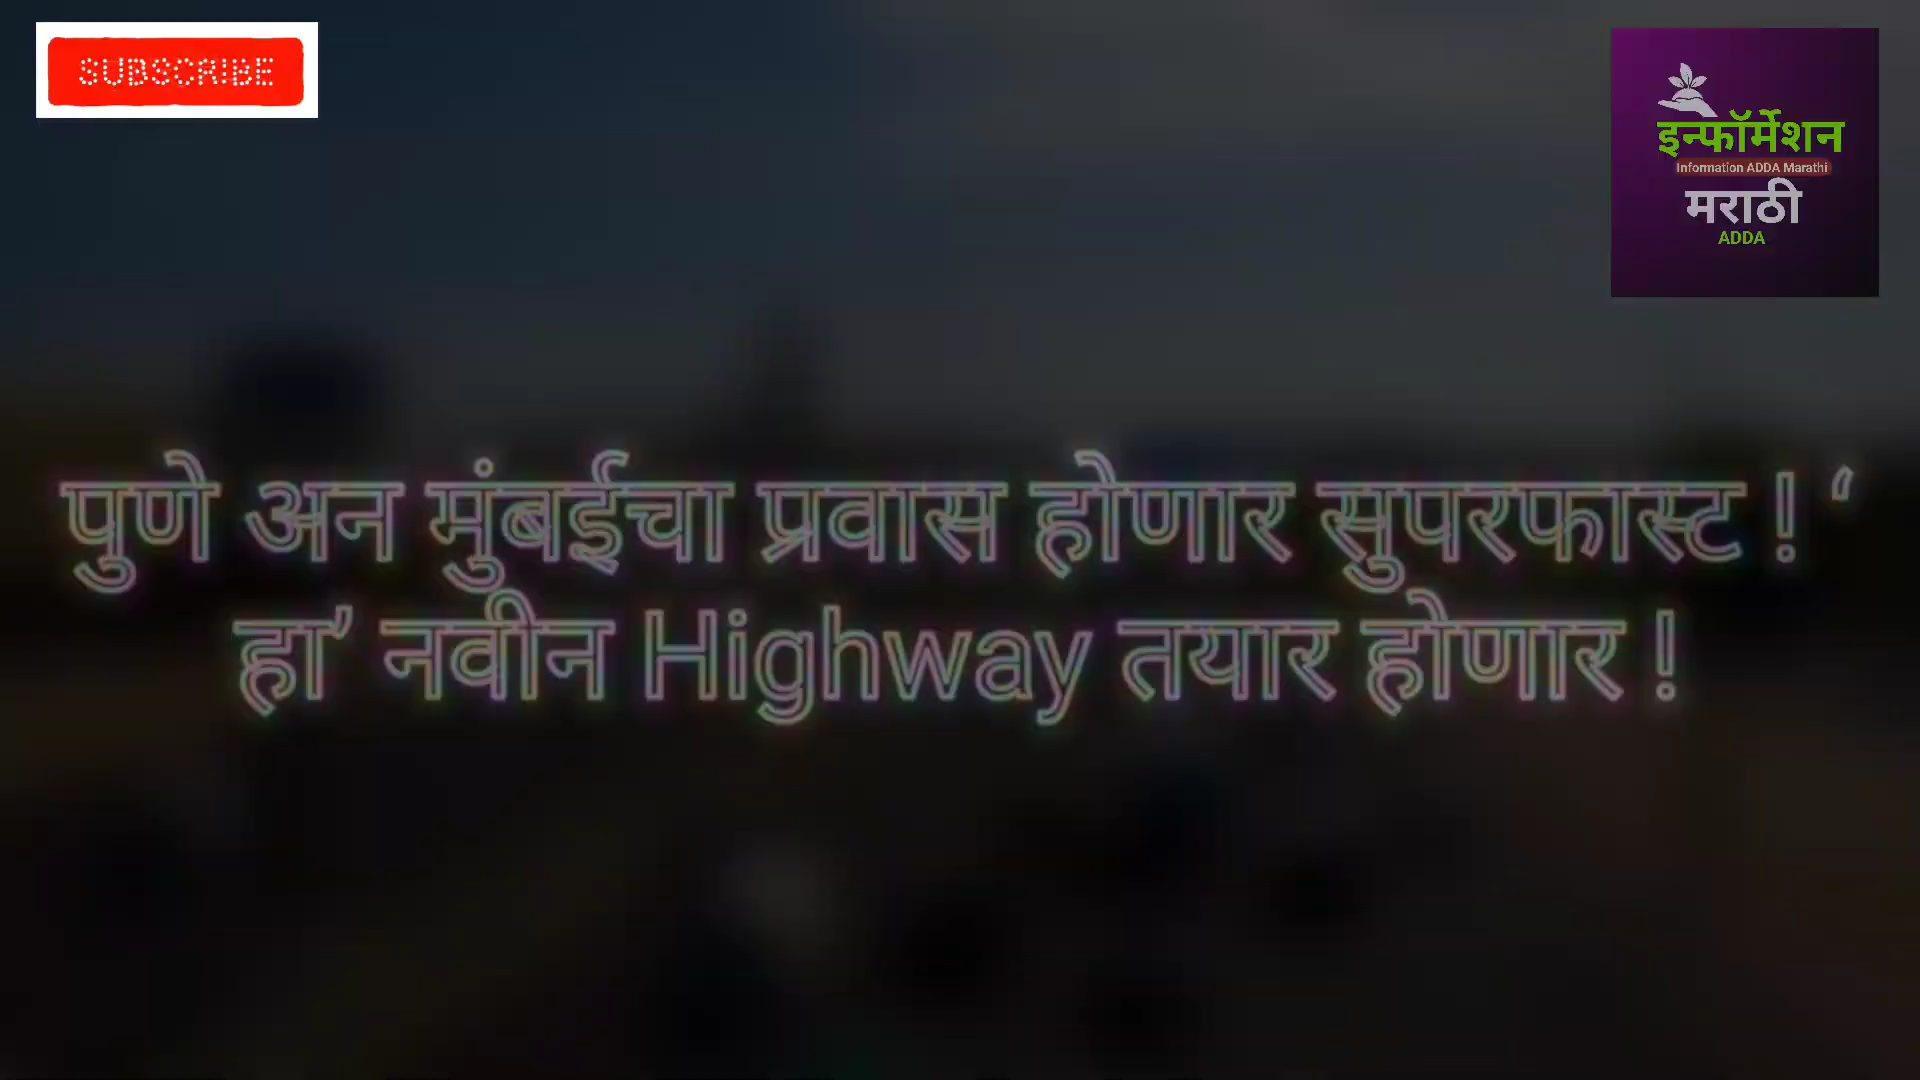 SUBSCRIBE
इन्फॉर्मेशन
Information ADDA Marathi
मराठी
ADDA
पुणे अन मुंबईचा प्रवास होणार सुपरफास्ट ! ‘
हा’ नवीन Highway तयार होणार !